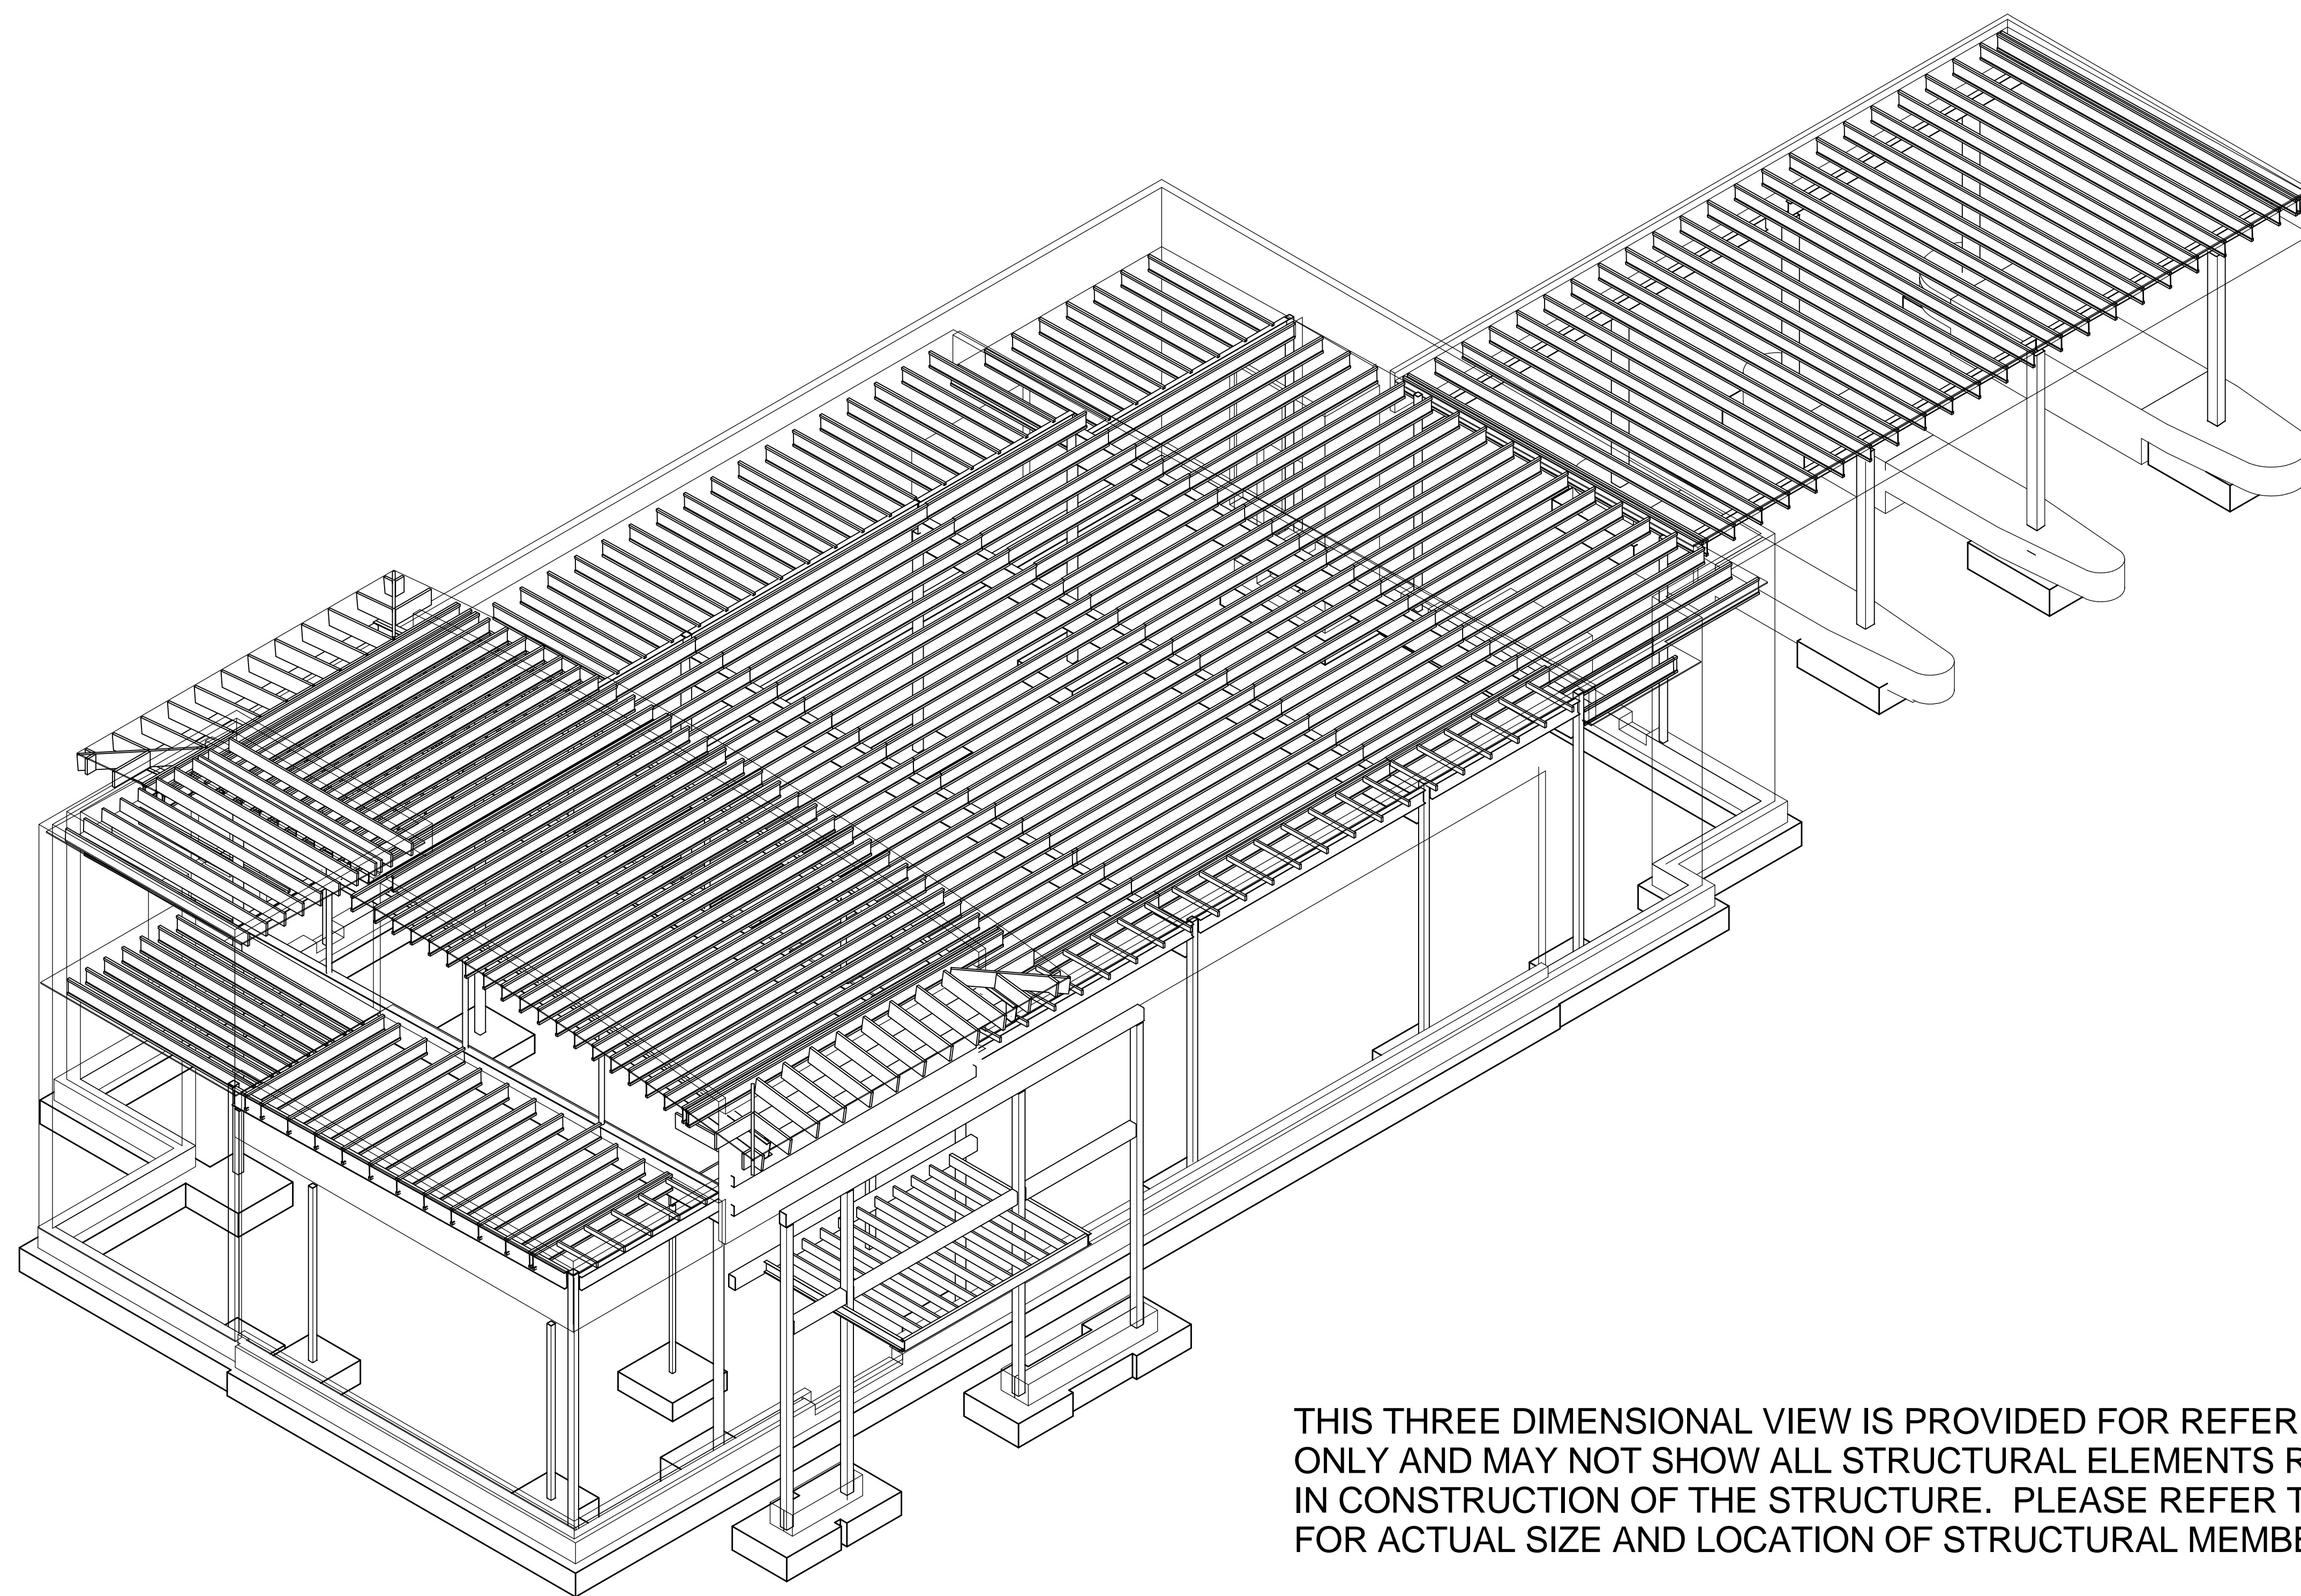 THIS THREE DIMENSIONAL VIEW IS PROVIDED FOR REFER
ONLY AND MAY NOT SHOW ALL STRUCTURAL ELEMENTS R
IN CONSTRUCTION OF THE STRUCTURE. PLEASE REFER T
FOR ACTUAL SIZE AND LOCATION OF STRUCTURAL MEMBE